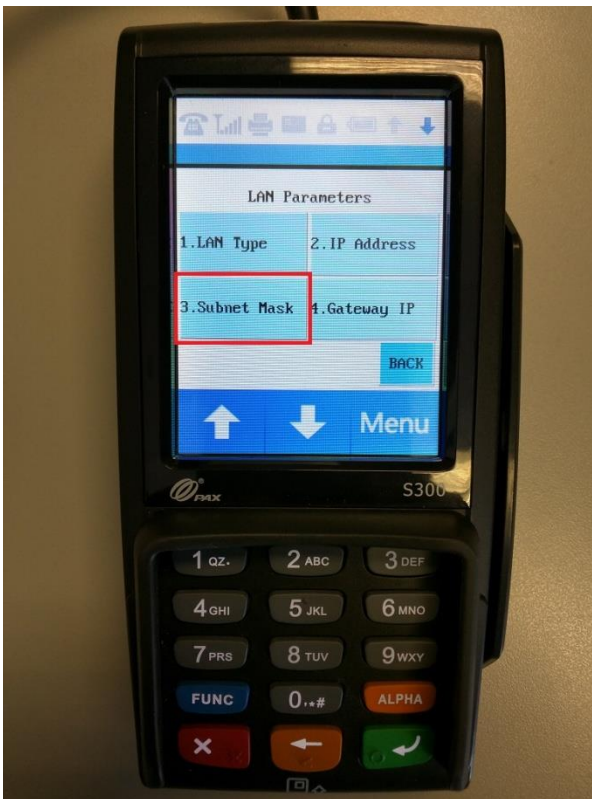 LAN Parameters
1.LAN Type 2.IP Address
3.Subnet Mask 4.Gateway IP
BACK
Menu
PAX S300
1 QZ. 2 ABC 3 DEF
4 GHI 5 JKL 6 MNO
7 PRS 8 TUV 9 WXY
FUNC 0,*# ALPHA